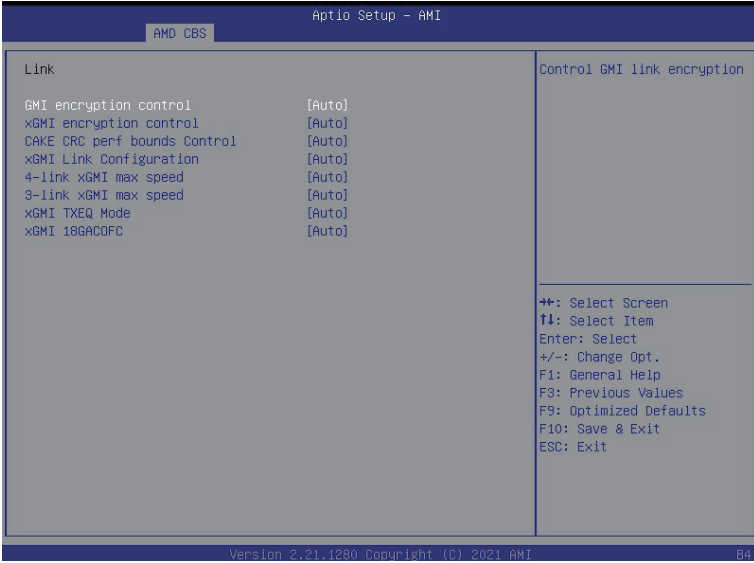 Aptio Setup – AMI
AMD CBS
Link
GMI encryption control [Auto]
xGMI encryption control [Auto]
CAKE CRC perf bounds Control [Auto]
xGMI Link Configuration [Auto]
4-link xGMI max speed [Auto]
3-link xGMI max speed [Auto]
xGMI TXEQ Mode [Auto]
xGMI 18GACOFC [Auto]
Control GMI link encryption
→←: Select Screen
↑↓: Select Item
Enter: Select
+/-: Change Opt.
F1: General Help
F3: Previous Values
F9: Optimized Defaults
F10: Save & Exit
ESC: Exit
Version 2.21.1280 Copyright (C) 2021 AMI
B4